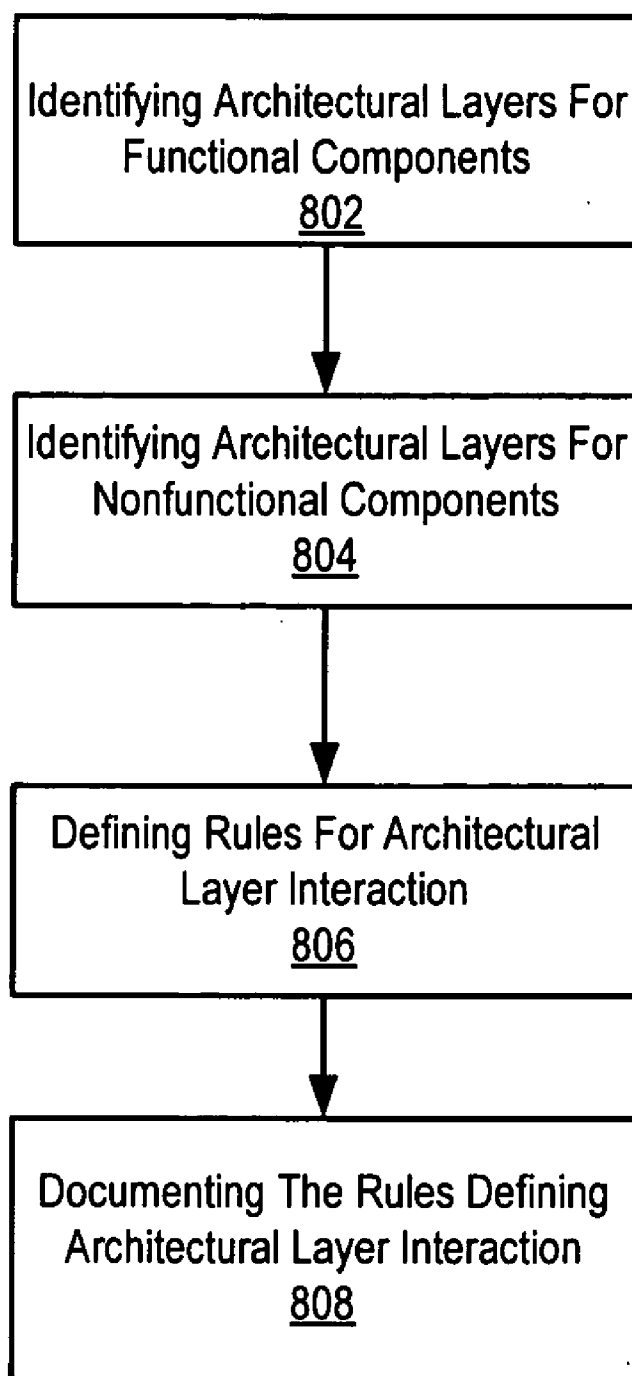 Identifying Architectural Layers For
Functional Components
802
Identifying Architectural Layers For
Nonfunctional Components
804
Defining Rules For Architectural
Layer Interaction
806
Documenting The Rules Defining
Architectural Layer Interaction
808